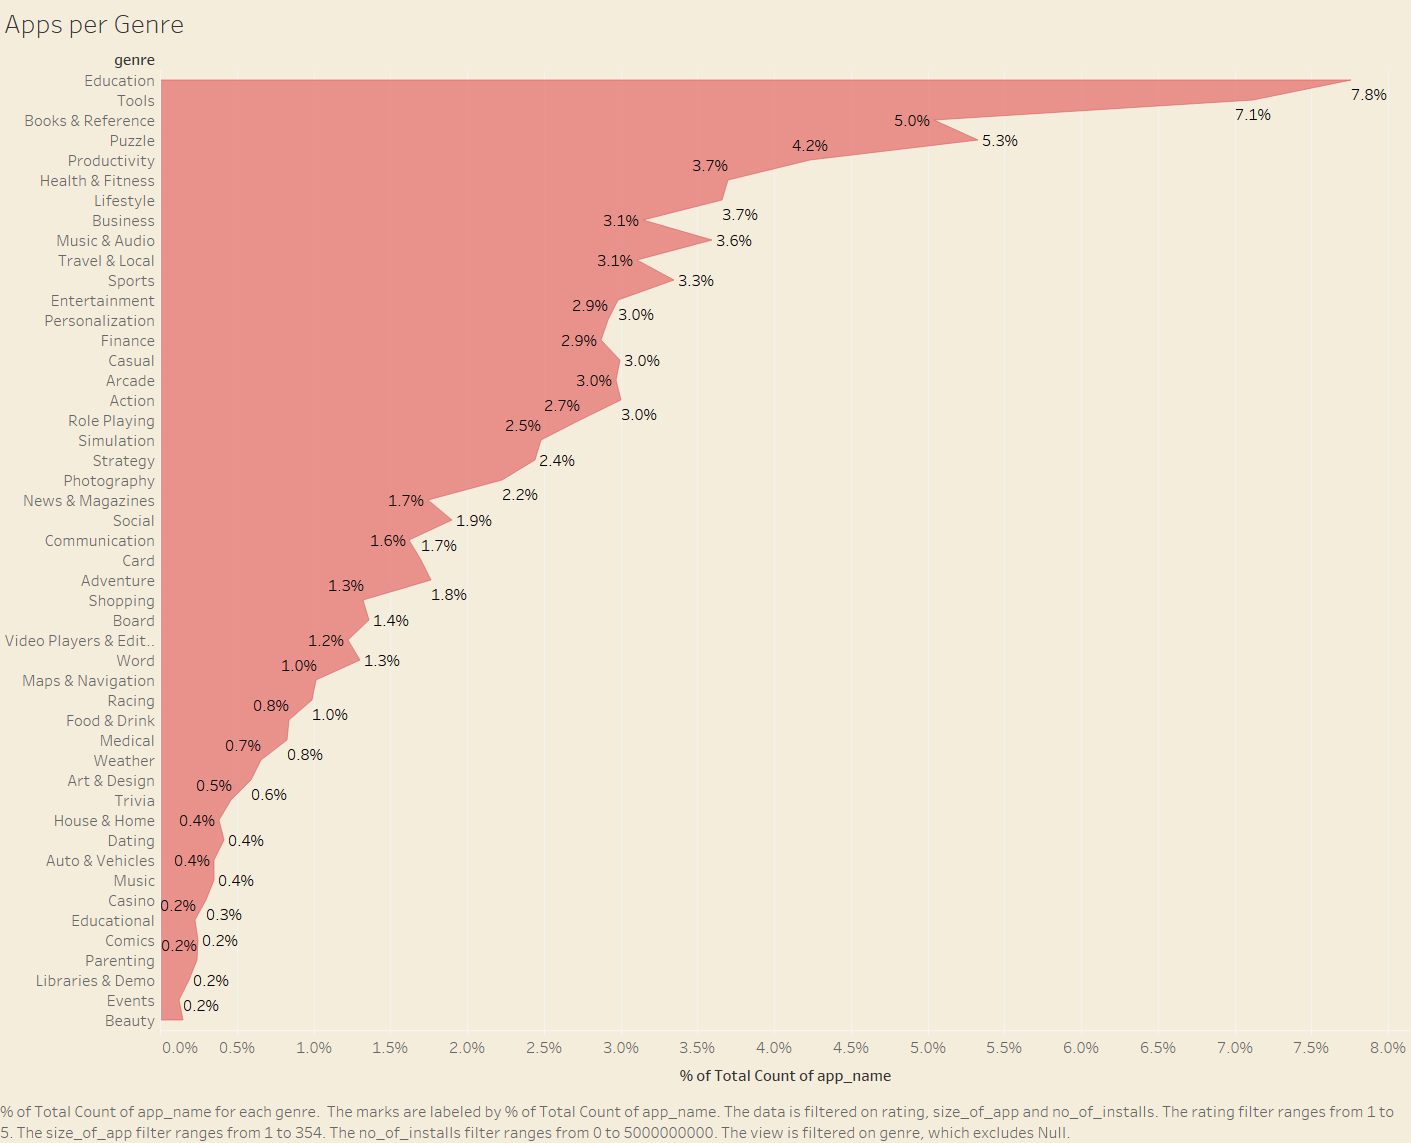 Apps per Genre
genre
Education
7.8%
Tools
7.1%
Books & Reference
5.0%
Puzzle
5.3%
4.2%
Productivity
3.7%
Health & Fitness
Lifestyle
3.7%
Business
3.1%
Music & Audio
3.6%
Travel & Local
3.1%
Sports
3.3%
Entertainment
2.9%
3.0%
Personalization
Finance
2.9%
Casual
3.0%
Arcade
3.0%
Action
2.7%
3.0%
Role Playing
2.5%
Simulation
Strategy
2.4%
Photography
2.2%
News & Magazines
1.7%
Social
1.9%
Communication
1.6%
1.7%
Card
Adventure
1.3%
1.8%
Shopping
Board
1.4%
Video Players & Edit..
1.2%
Word
1.3%
1.0%
Maps & Navigation
Racing
0.8%
1.0%
Food & Drink
Medical
0.7%
0.8%
Weather
Art & Design
0.5%
0.6%
Trivia
House & Home
0.4%
Dating
0.4%
Auto & Vehicles
0.4%
Music
0.4%
Casino
0.2%
0.3%
Educational
Comics
0.2%
0.2%
Parenting
Libraries & Demo
0.2%
Events
0.2%
Beauty
0.0% 0.5% 1.0% 1.5% 2.0% 2.5% 3.0% 3.5% 4.0% 4.5% 5.0% 5.5% 6.0% 6.5% 7.0% 7.5% 8.0%
% of Total Count of app_name
% of Total Count of app_name for each genre. The marks are labeled by % of Total Count of app_name. The data is filtered on rating, size_of_app and no_of_installs. The rating filter ranges from 1 to
5. The size_of_app filter ranges from 1 to 354. The no_of_installs filter ranges from 0 to 5000000000. The view is filtered on genre, which excludes Null.